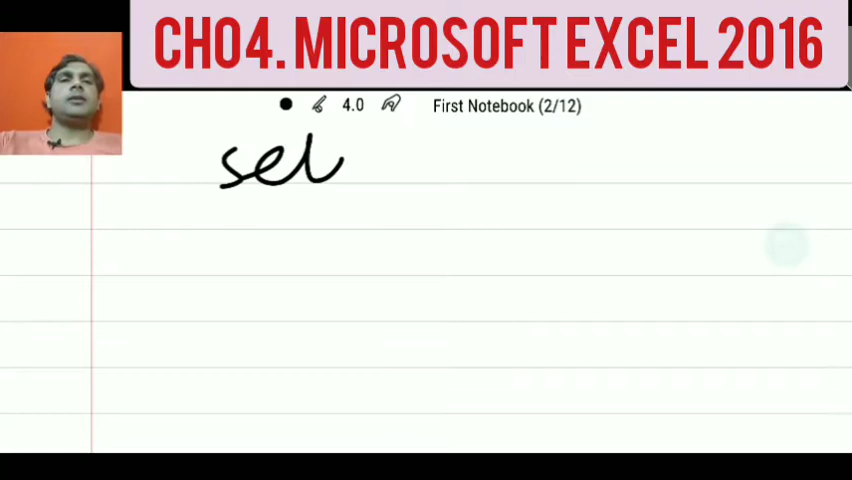 CH04. MICROSOFT EXCEL 2016
4.0 First Notebook (2/12)
sel